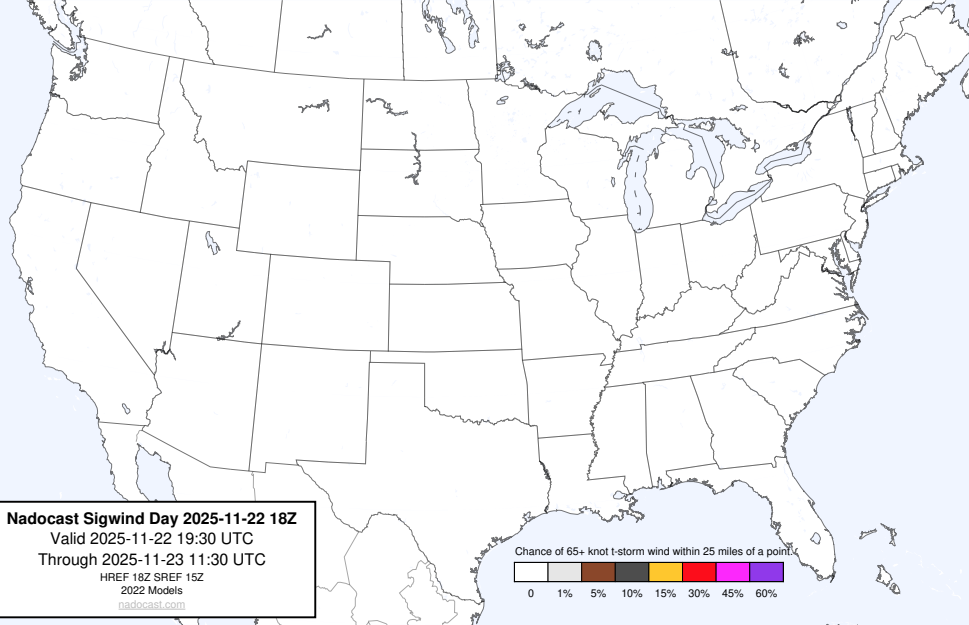 Nadocast Sigwind Day 2025-11-22 18Z
Valid 2025-11-22 19:30 UTC
Through 2025-11-23 11:30 UTC
HREF 18Z SREF 15Z
2022 Models
nadocast.com
Chance of 65+ knot t-storm wind within 25 miles of a point.
0 1% 5% 10% 15% 30% 45% 60%